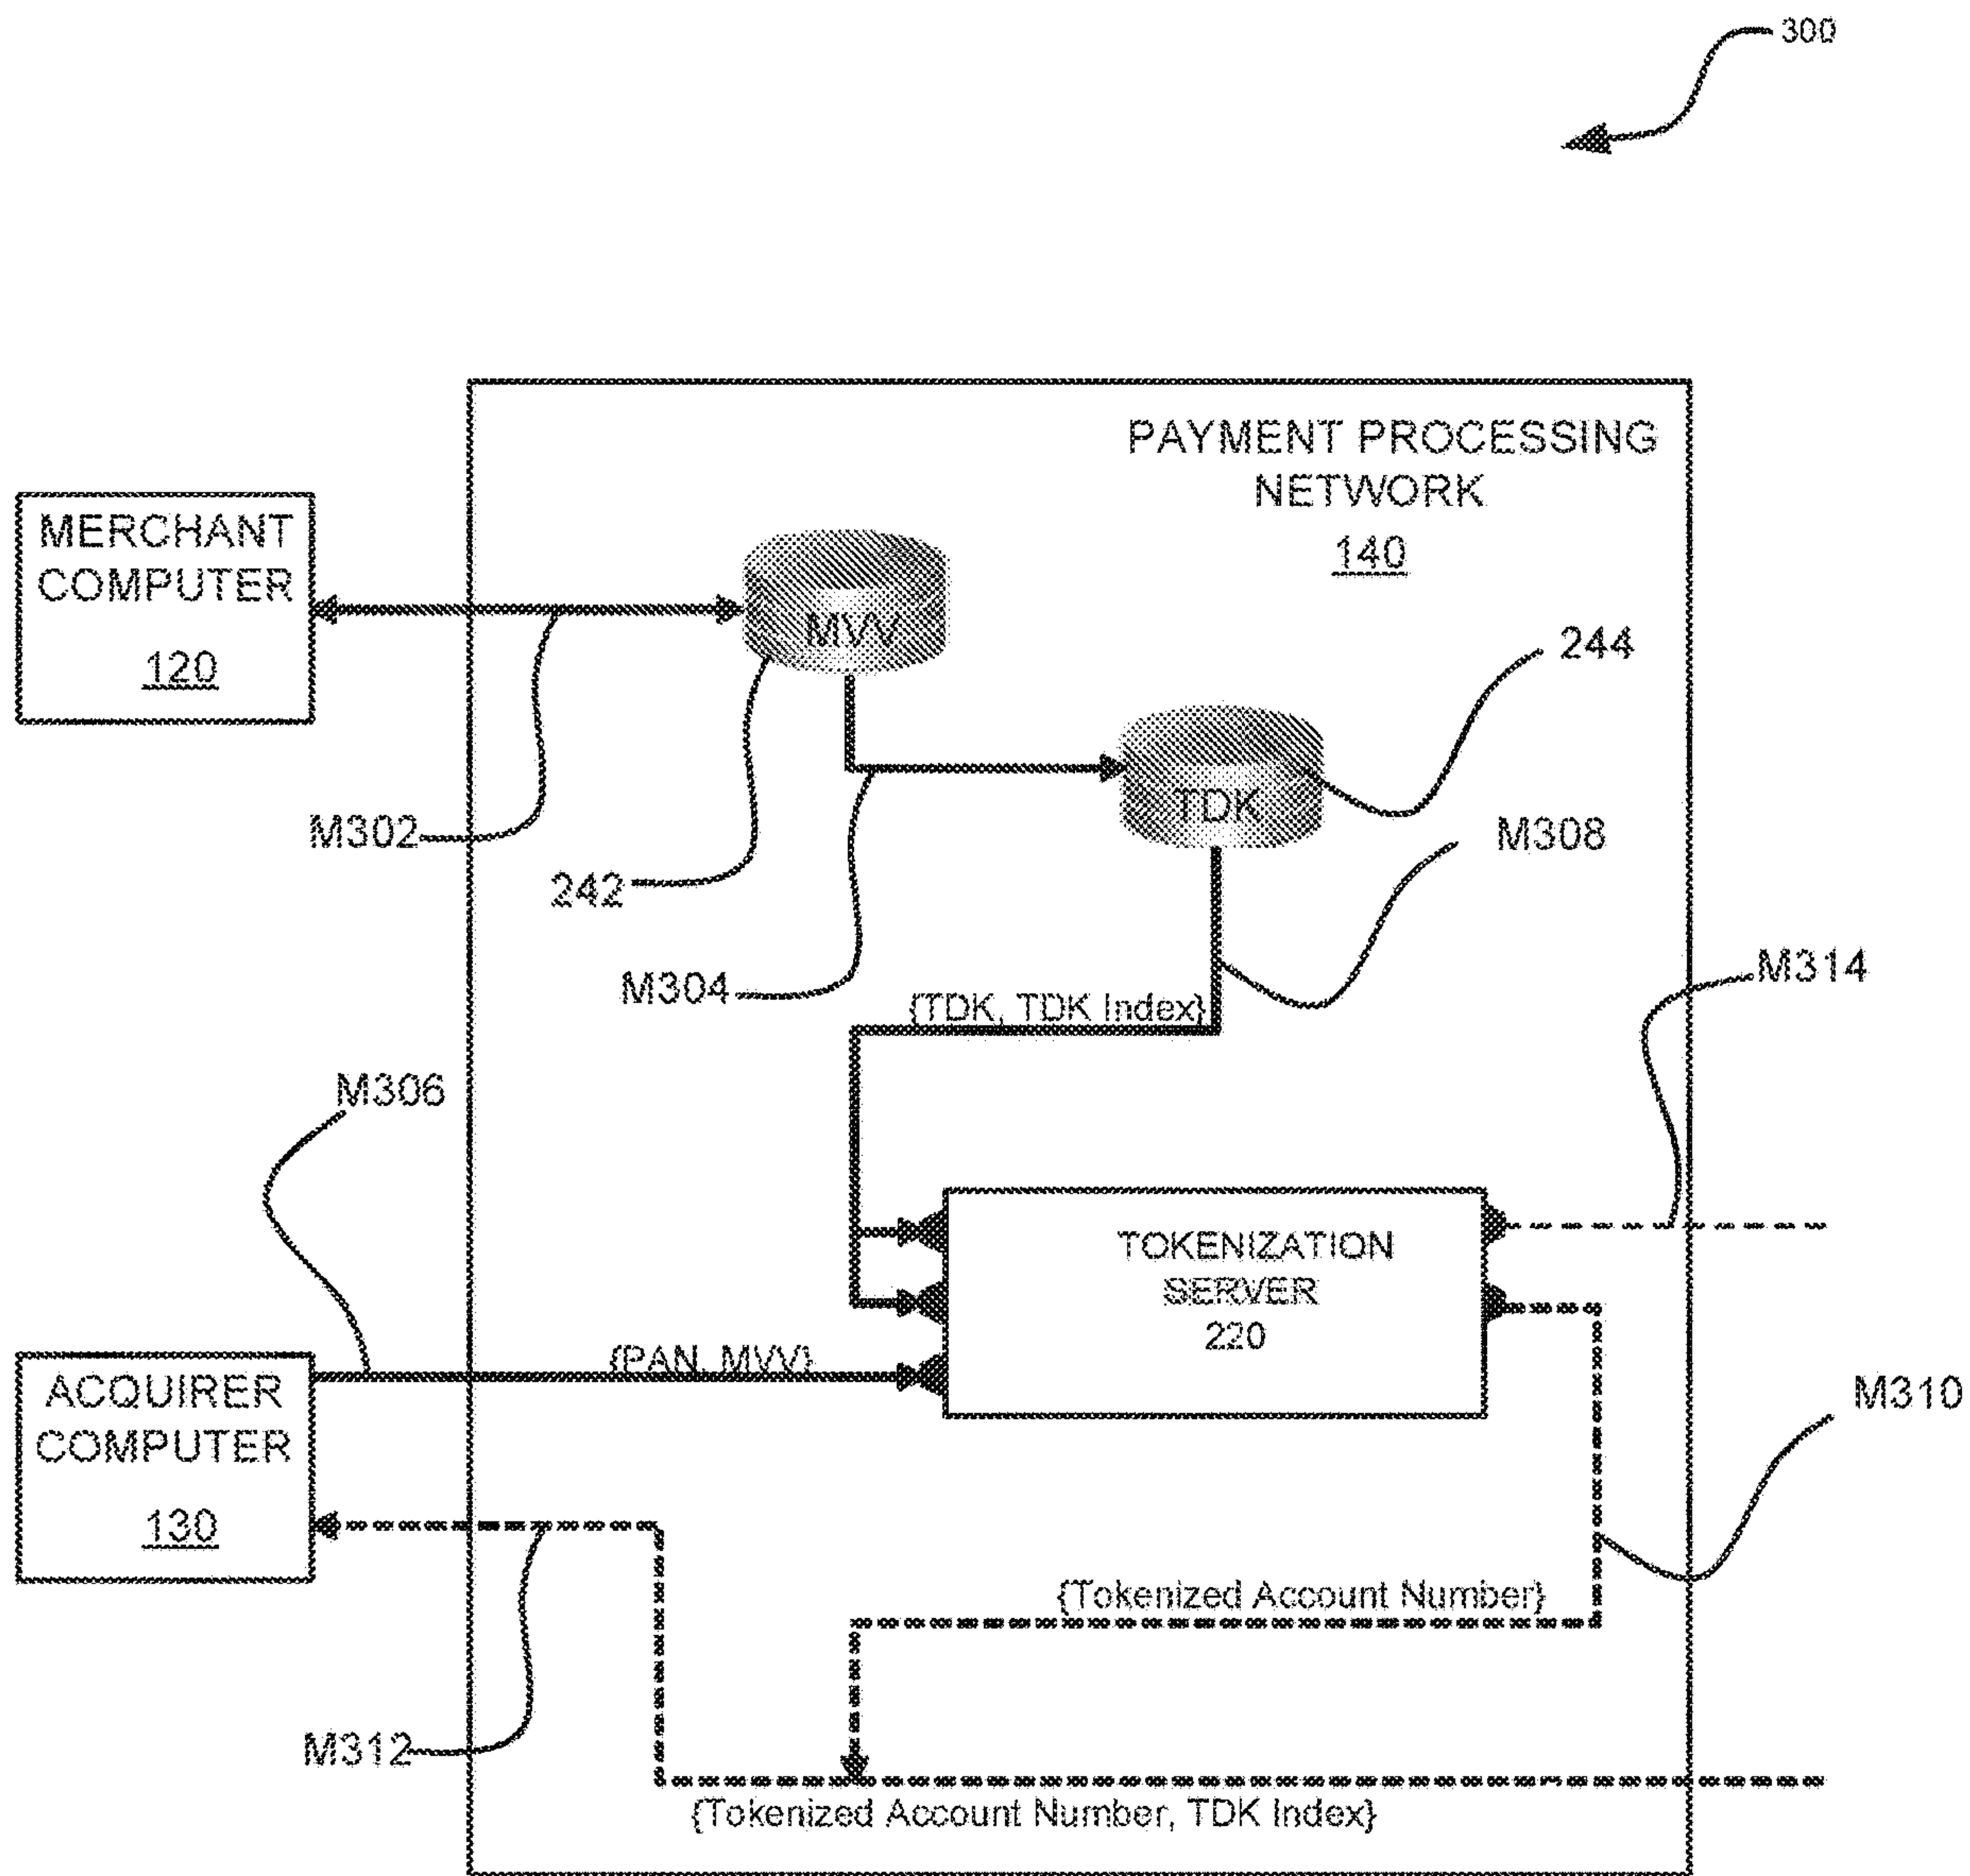 300
PAYMENT PROCESSING
NETWORK
140
MERCHANT
COMPUTER
120
MVV
244
TDK
M302
M308
242
M304
{TDK, TDK Index}
M314
M306
TOKENIZATION
SERVER
220
{PAN, MVV}
ACQUIRER
COMPUTER
130
M310
{Tokenized Account Number}
M312
{Tokenized Account Number, TDK Index}